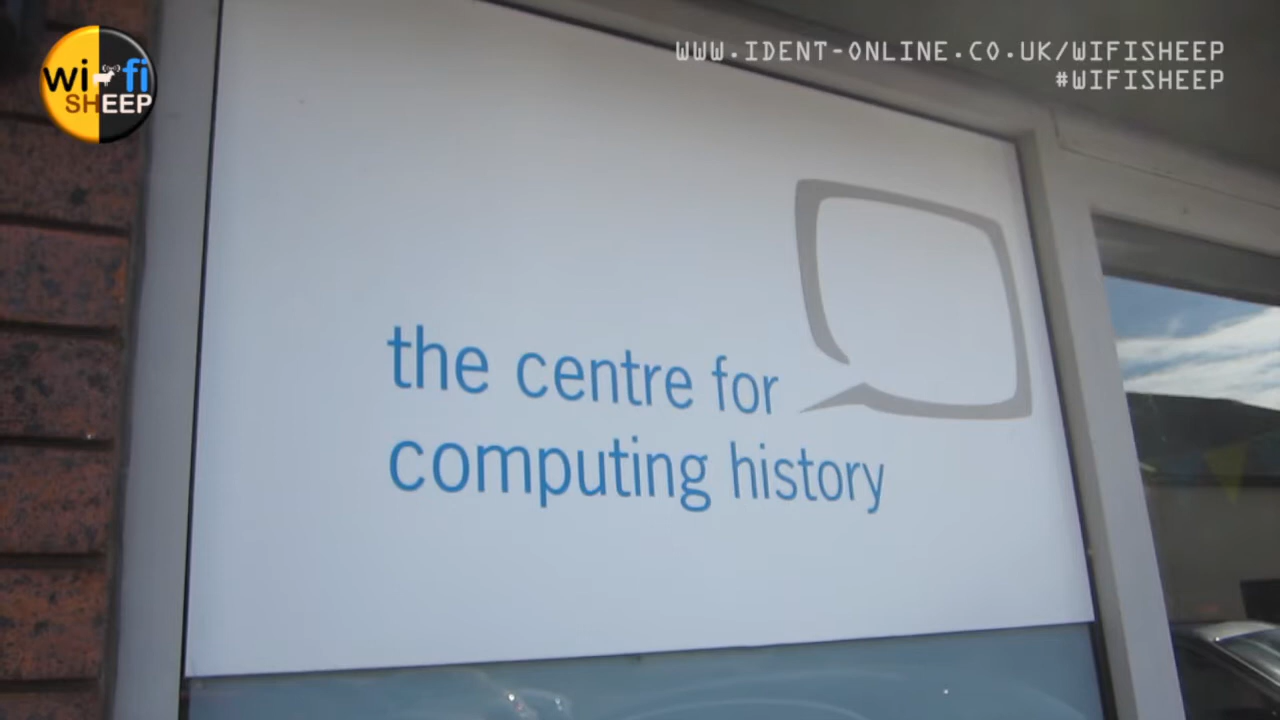 wi-fi
SHEEP
WWW.IDENT-ONLINE.CO.UK/WIFISHEEP
#WIFISHEEP
the centre for
computing history